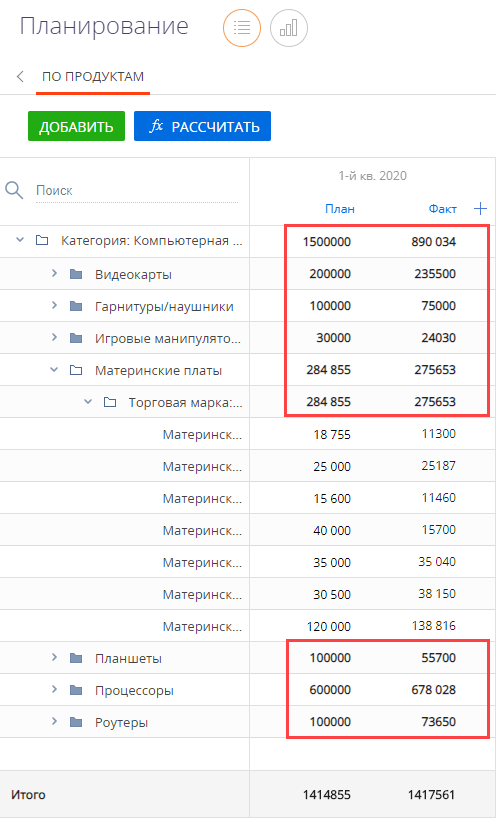 Планирование
ПО ПРОДУКТАМ
ДОБАВИТЬ fx РАССЧИТАТЬ
1-й кв. 2020
Поиск
План Факт +
Категория: Компьютерная ... 1500000 890 034
Видеокарты 200000 235500
Гарнитуры/наушники 100000 75000
Игровые манипулято... 30000 24030
Материнские платы 284 855 275653
Торговая марка:... 284 855 275653
Материнск... 18 755 11300
Материнск... 25 000 25187
Материнск... 15 600 11460
Материнск... 40 000 15700
Материнск... 35 000 35 040
Материнск... 30 500 38 150
Материнск... 120 000 138 816
Планшеты 100000 55700
Процессоры 600000 678 028
Роутеры 100000 73650
Итого 1414855 1417561